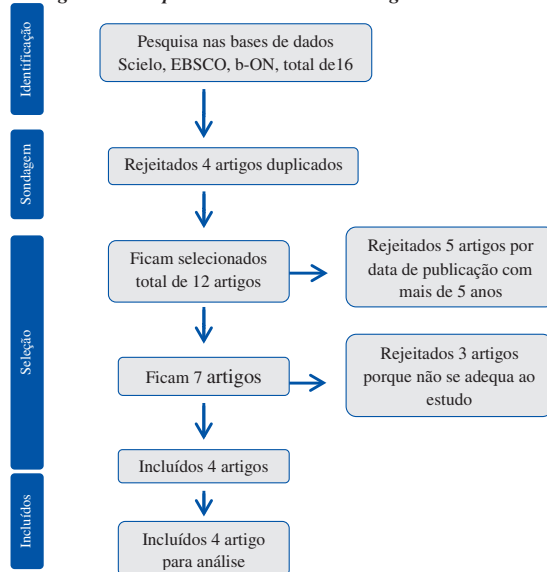 Identificação
Pesquisa nas bases de dados
Scielo, EBSCO, b-ON, total de16
Sondagem
Rejeitados 4 artigos duplicados
Seleção
Ficam selecionados
total de 12 artigos
Rejeitados 5 artigos por
data de publicação com
mais de 5 anos
Ficam 7 artigos
Rejeitados 3 artigos
porque não se adequa ao
estudo
Incluídos 4 artigos
Incluídos
Incluídos 4 artigo
para análise